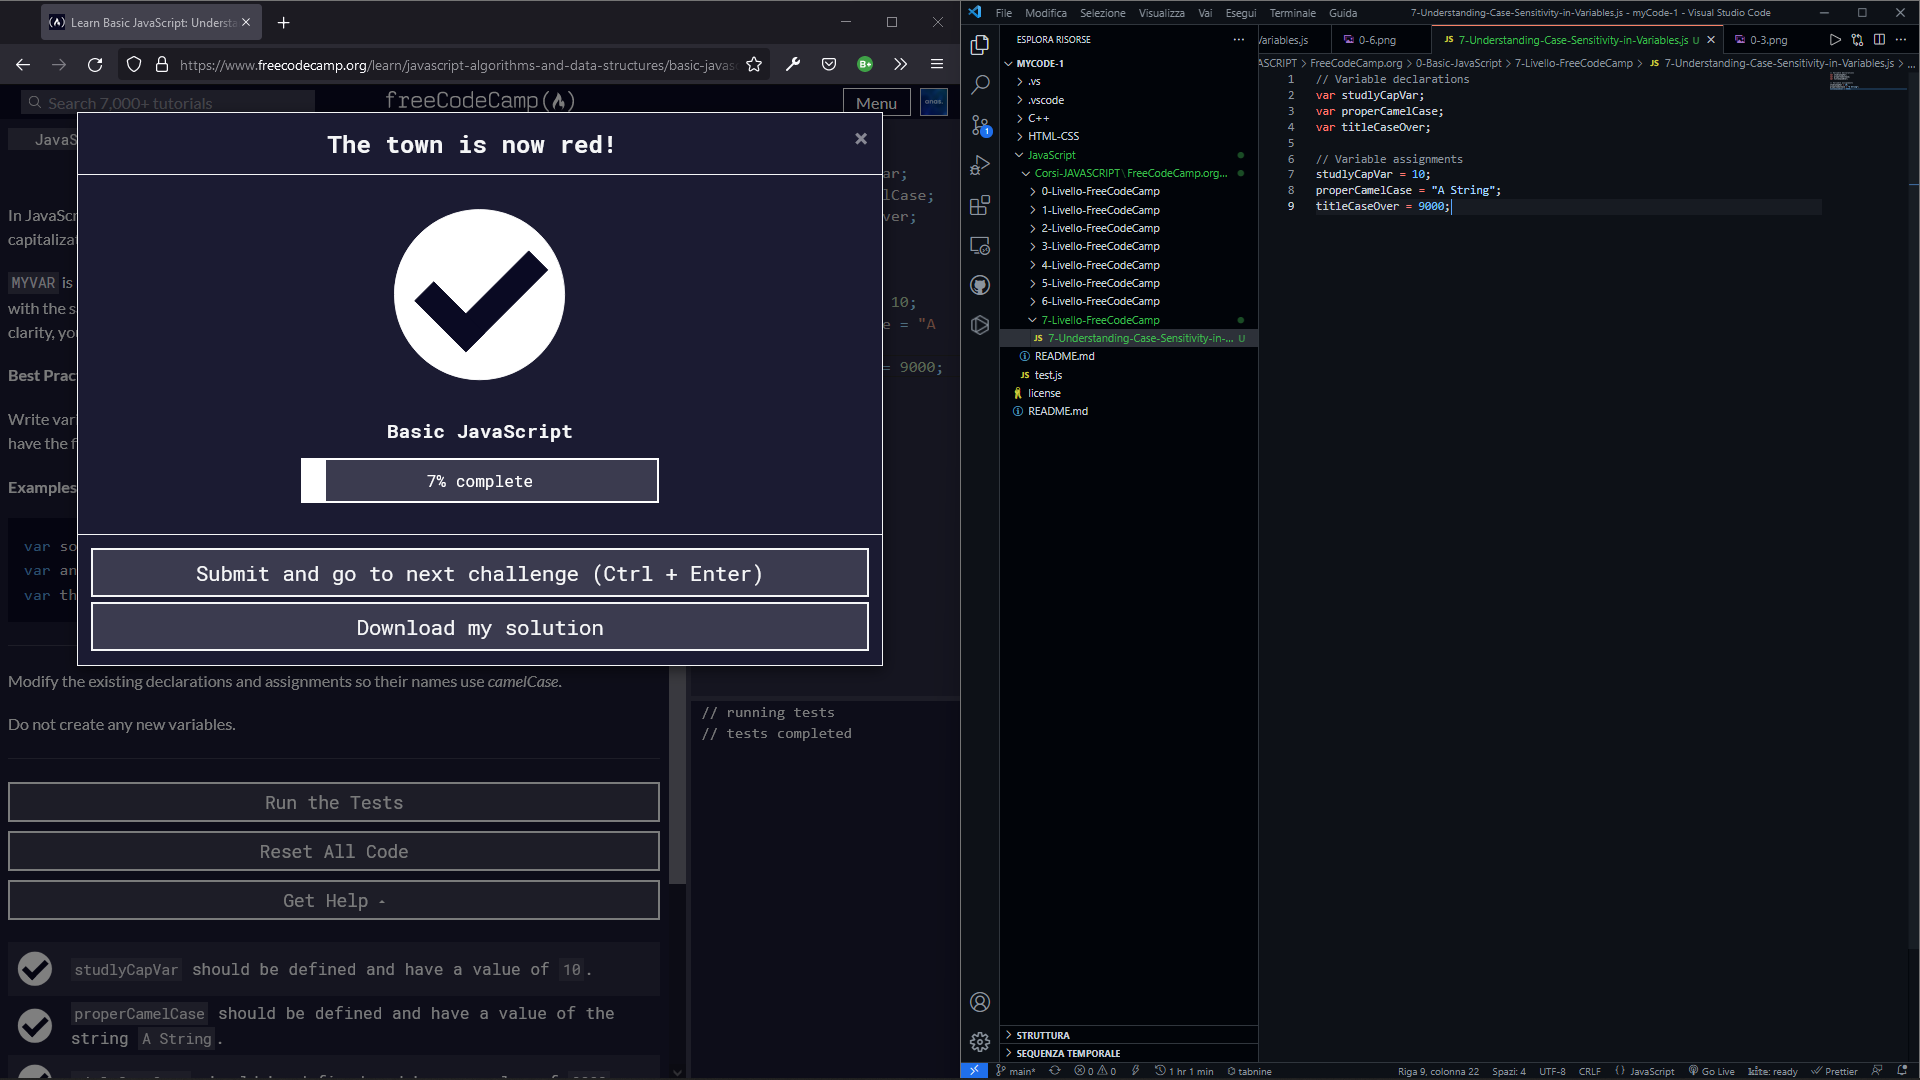 Learn Basic JavaScript: Understa
https://www.freecodecamp.org/learn/javascript-algorithms-and-data-structures/basic-javas
Search 7,000+ tutorials
freeCodeCamp
Menu
The town is now red!
Basic JavaScript
7% complete
Submit and go to next challenge (Ctrl + Enter)
Download my solution
JavaS
In JavaScr
capitalizat
MYVAR is
with the s
clarity, yo
Best Prac
Write var
have the f
Examples
var so
var an
var th
Modify the existing declarations and assignments so their names use camelCase.
Do not create any new variables.
Run the Tests
Reset All Code
Get Help
studlyCapVar should be defined and have a value of 10.
properCamelCase should be defined and have a value of the
string A String.
ar;
lCase;
ver;
10;
e = "A
= 9000;
// running tests
// tests completed
File Modifica Selezione Visualizza Vai Esegui Terminale Guida
7-Understanding-Case-Sensitivity-in-Variables.js - myCode-1 - Visual Studio Code
ESPLORA RISORSE
MYCODE-1
.vs
.vscode
C++
HTML-CSS
JavaScript
Corsi-JAVASCRIPT\FreeCodeCamp.org...
0-Livello-FreeCodeCamp
1-Livello-FreeCodeCamp
2-Livello-FreeCodeCamp
3-Livello-FreeCodeCamp
4-Livello-FreeCodeCamp
5-Livello-FreeCodeCamp
6-Livello-FreeCodeCamp
7-Livello-FreeCodeCamp
JS 7-Understanding-Case-Sensitivity-in-... U
README.md
JS test.js
license
README.md
STRUTTURA
SEQUENZA TEMPORALE
Variables.js 0-6.png JS 7-Understanding-Case-Sensitivity-in-Variables.js U 0-3.png
ASCRIPT > FreeCodeCamp.org > 0-Basic-JavaScript > 7-Livello-FreeCodeCamp > JS 7-Understanding-Case-Sensitivity-in-Variables.js > ...
1 // Variable declarations
2 var studlyCapVar;
3 var properCamelCase;
4 var titleCaseOver;
5
6 // Variable assignments
7 studlyCapVar = 10;
8 properCamelCase = "A String";
9 titleCaseOver = 9000;
main* 0 0 1 hr 1 min tabnine
Riga 9, colonna 22 Spazi: 4 UTF-8 CRLF {} JavaScript Go Live kite: ready Prettier